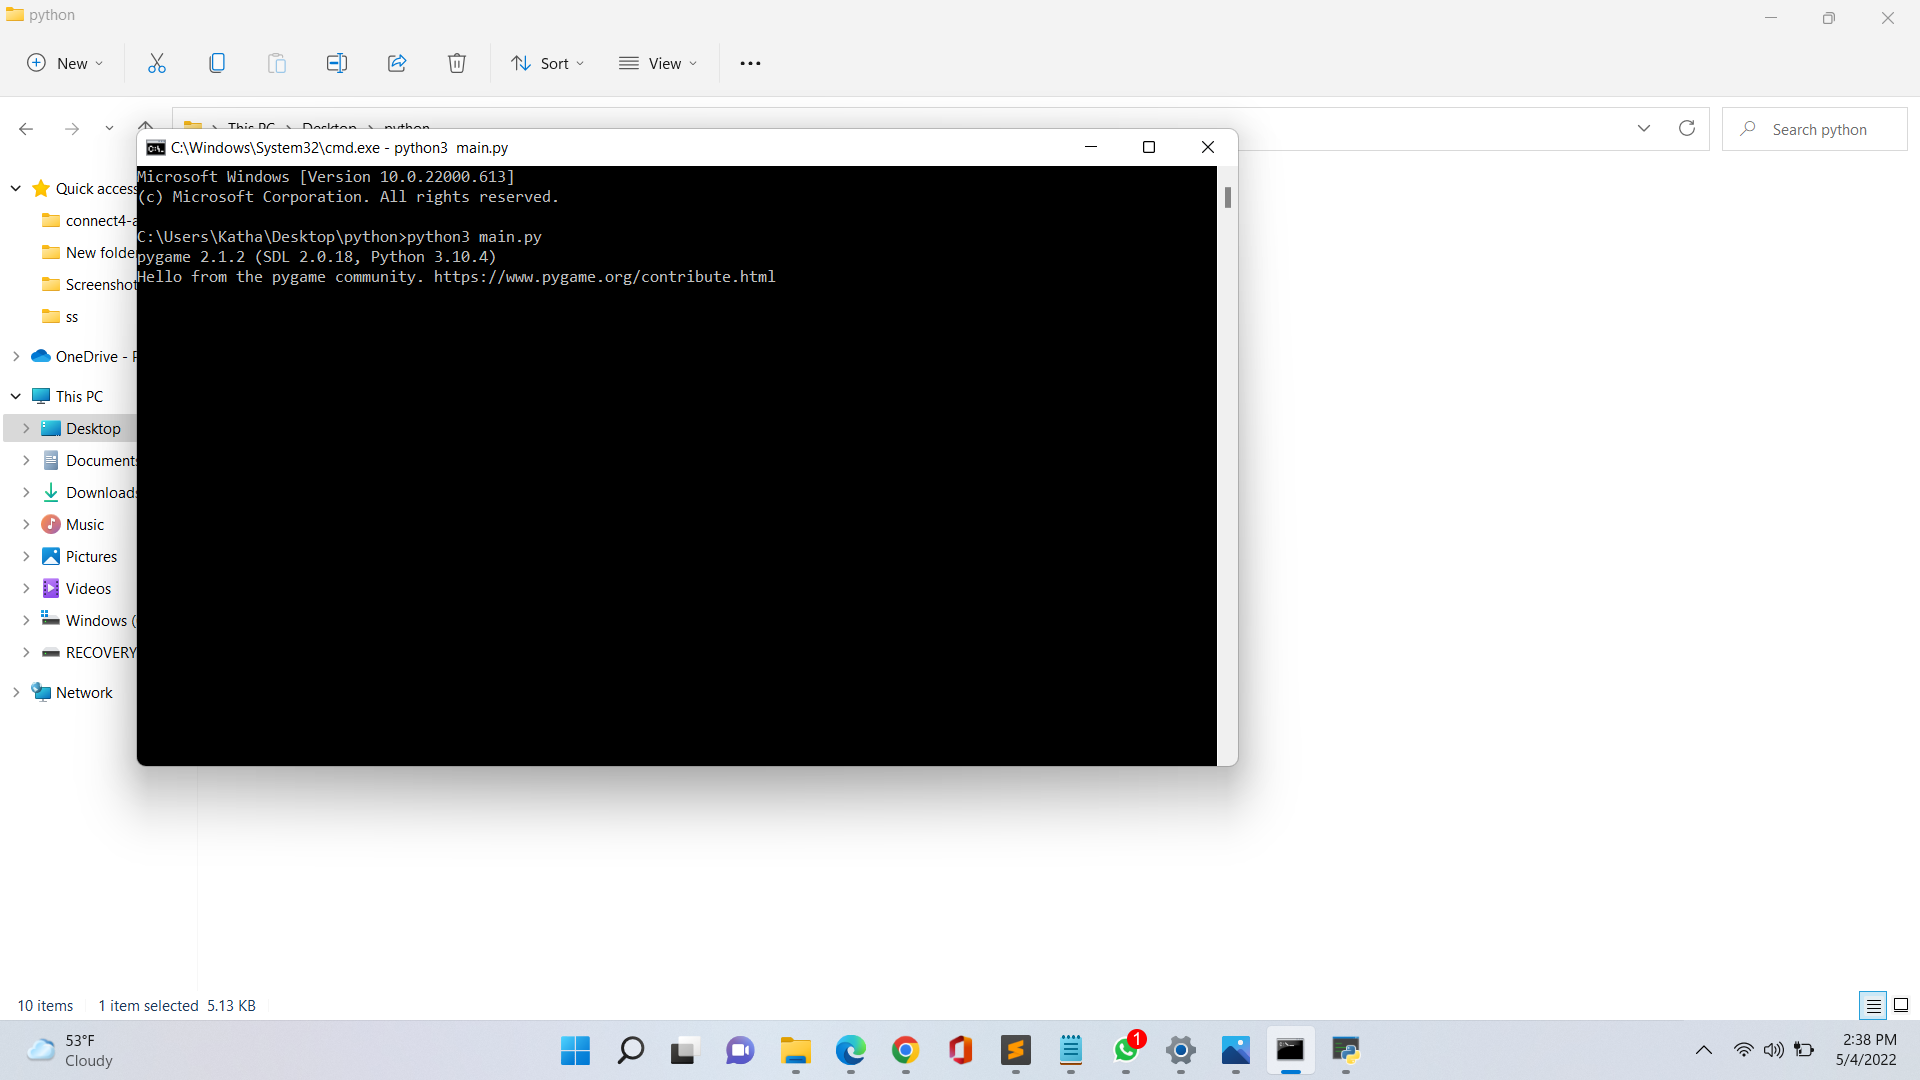 python
New
Sort
View
This PC > Desktop > python
Search python
C:\Windows\System32\cmd.exe - python3 main.py
Microsoft Windows [Version 10.0.22000.613]
(c) Microsoft Corporation. All rights reserved.
C:\Users\Katha\Desktop\python>python3 main.py
pygame 2.1.2 (SDL 2.0.18, Python 3.10.4)
Hello from the pygame community. https://www.pygame.org/contribute.html
Quick access
connect4-a
New folde
Screenshot
ss
OneDrive - P
This PC
Desktop
Documents
Downloads
Music
Pictures
Videos
Windows (
RECOVERY
Network
10 items
1 item selected 5.13 KB
53°F
Cloudy
1
2:38 PM
5/4/2022